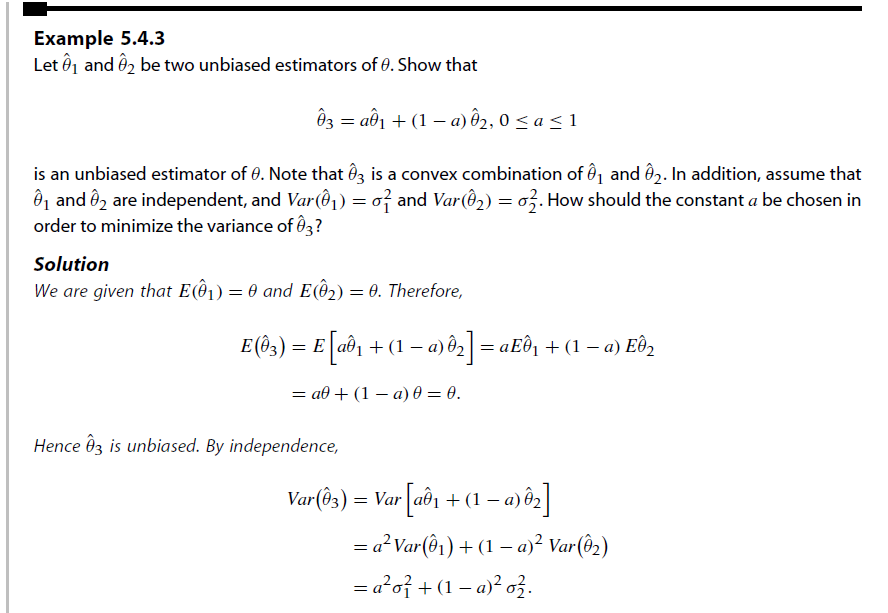 Example 5.4.3
Let θ̂₁ and θ̂₂ be two unbiased estimators of θ. Show that
θ̂₃ = aθ̂₁ + (1 − a) θ̂₂, 0 ≤ a ≤ 1
is an unbiased estimator of θ. Note that θ̂₃ is a convex combination of θ̂₁ and θ̂₂. In addition, assume that
θ̂₁ and θ̂₂ are independent, and Var(θ̂₁) = σ₁² and Var(θ̂₂) = σ₂². How should the constant a be chosen in
order to minimize the variance of θ̂₃?
Solution
We are given that E(θ̂₁) = θ and E(θ̂₂) = θ. Therefore,
E(θ̂₃) = E[aθ̂₁ + (1 − a) θ̂₂] = aEθ̂₁ + (1 − a) Eθ̂₂
= aθ + (1 − a) θ = θ.
Hence θ̂₃ is unbiased. By independence,
Var(θ̂₃) = Var[aθ̂₁ + (1 − a) θ̂₂]
= a² Var(θ̂₁) + (1 − a)² Var(θ̂₂)
= a²σ₁² + (1 − a)² σ₂².